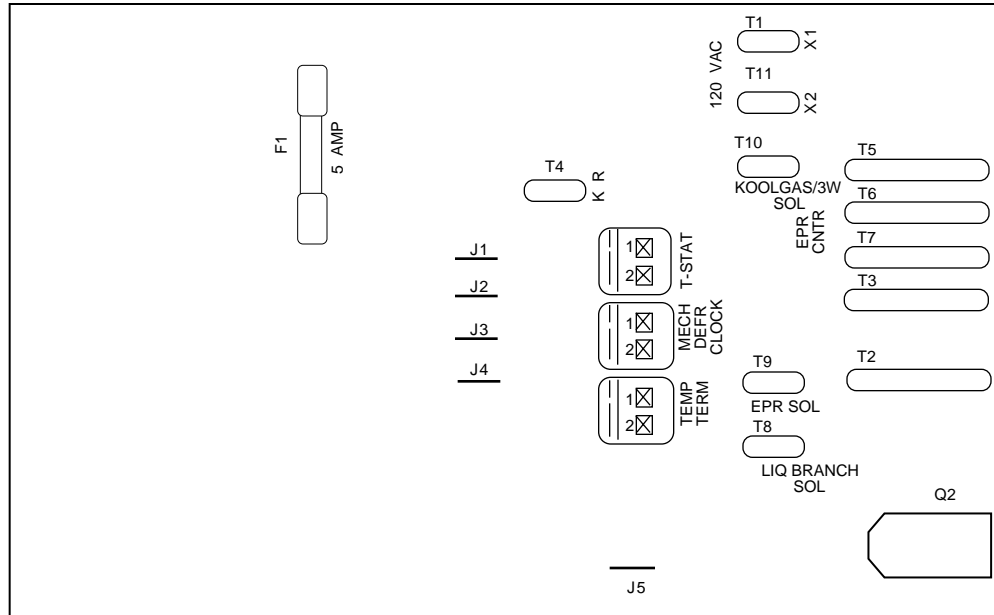 T1
X1
120 VAC
T11
X2
T10
KOOLGAS/3W
SOL
F1
5 AMP
T4
K R
T5
T6
EPR
CNTR
T7
T3
J1
J2
J3
J4
1
2
T-STAT
1
2
MECH
DEFR
CLOCK
1
2
TEMP
TERM
T9
EPR SOL
T2
T8
LIQ BRANCH
SOL
Q2
J5